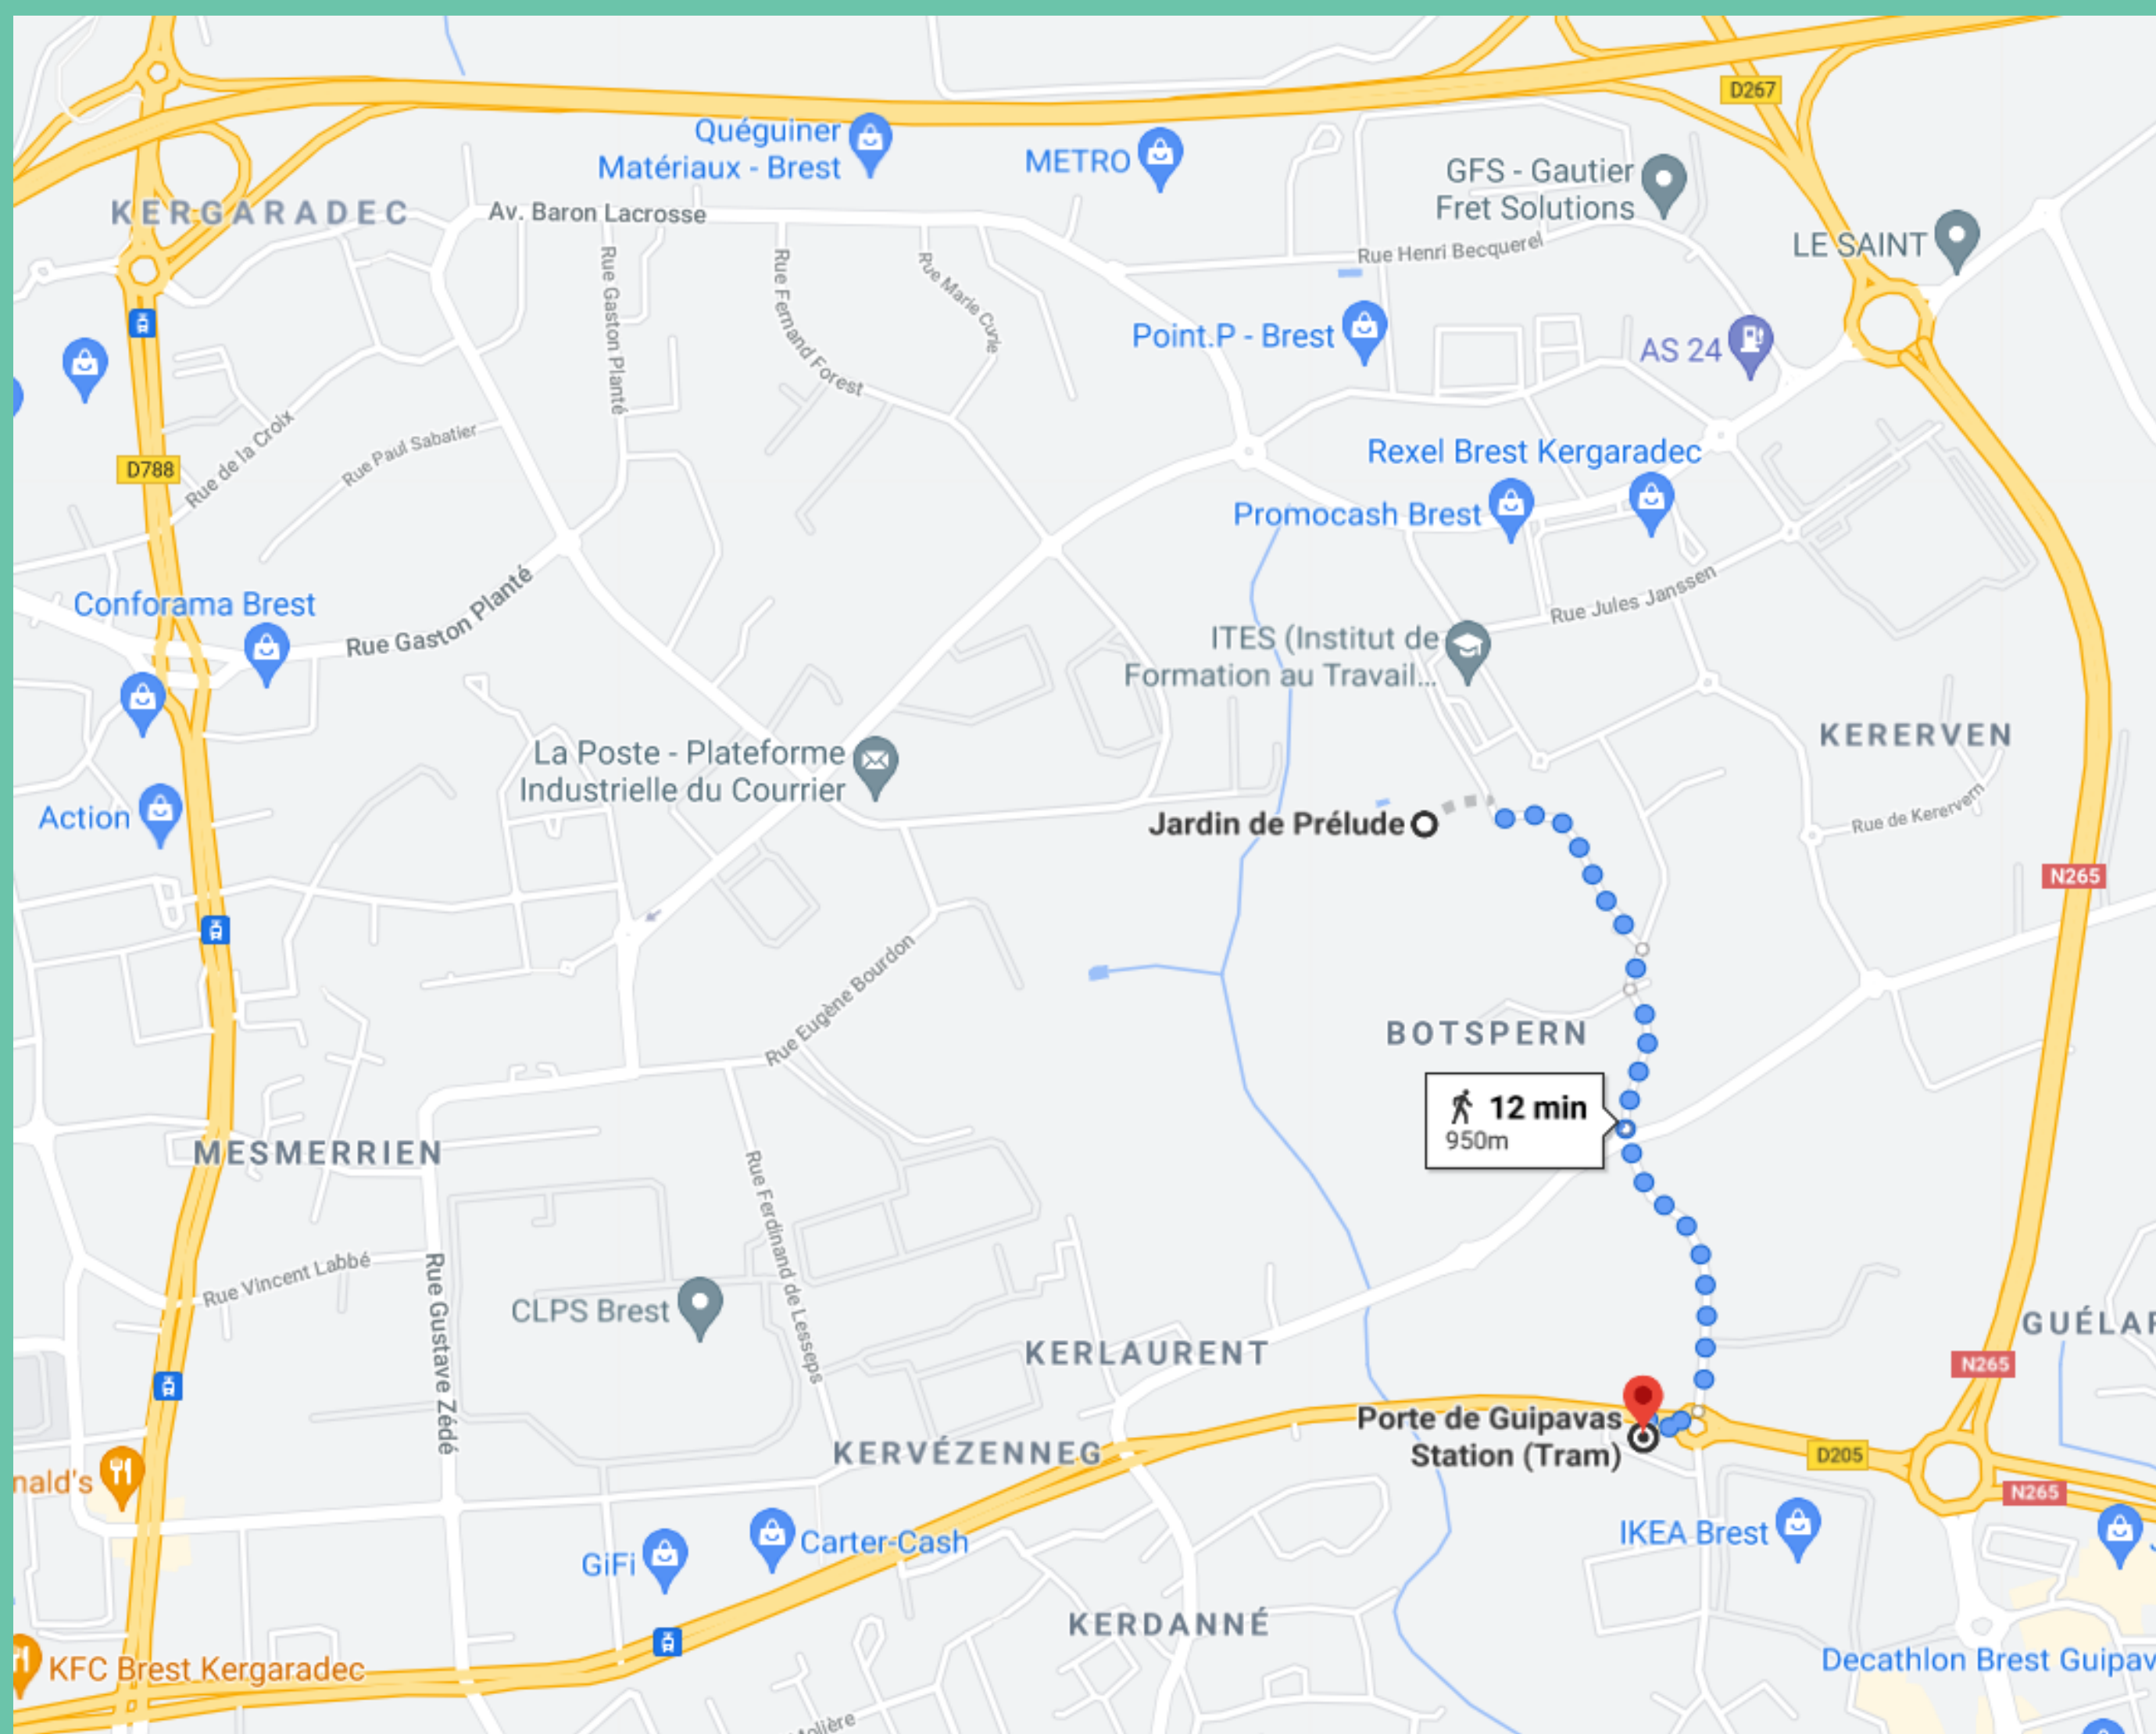 D267
Quéguiner
Matériaux - Brest
METRO
GFS - Gautier
Fret Solutions
KERGARADEC
Av. Baron Lacrosse
LE SAINT
Rue Henri Becquerel
Rue Gaston Planté
Rue Fernand Forest
Rue Marie Curie
Point.P - Brest
AS 24
D788
Rue de la Croix
Rue Paul Sabatier
Rexel Brest Kergaradec
Promocash Brest
Conforama Brest
Rue Gaston Planté
Rue Jules Janssen
ITES (Institut de
Formation au Travail...
KERERVEN
La Poste - Plateforme
Industrielle du Courrier
Action
Jardin de Prélude
Rue de Kerervern
N265
Rue Eugène Bourdon
BOTSPERN
12 min
950m
MESMERRIEN
Rue Ferdinand de Lesseps
Rue Vincent Labbé
Rue Gustave Zédé
CLPS Brest
KERLAURENT
GUÉLAR
N265
Porte de Guipavas
Station (Tram)
KERVÉZENNEG
D205
nald's
N265
IKEA Brest
Carter-Cash
GiFi
KERDANNÉ
KFC Brest Kergaradec
Decathlon Brest Guipav
Molière